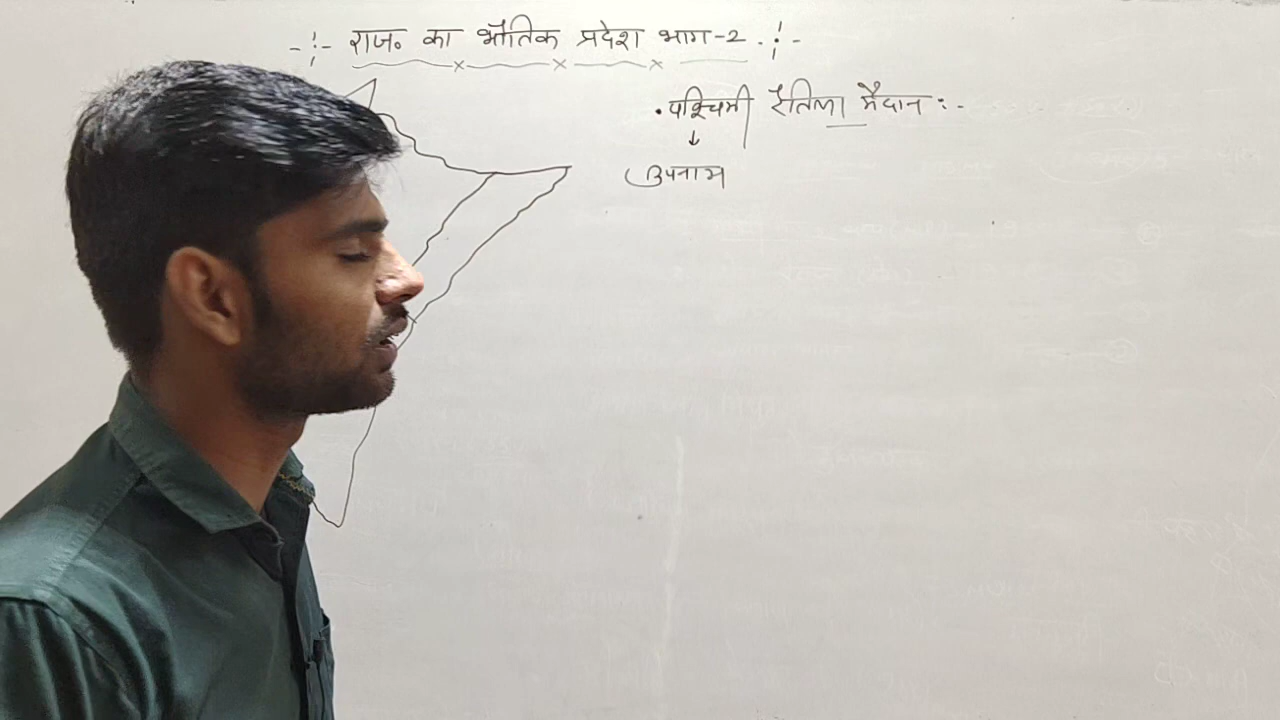 -:- राज० का भौतिक प्रदेश भाग-2 -:-
• पश्चिमी रेतिला मैदान :-
↓
उपनाम